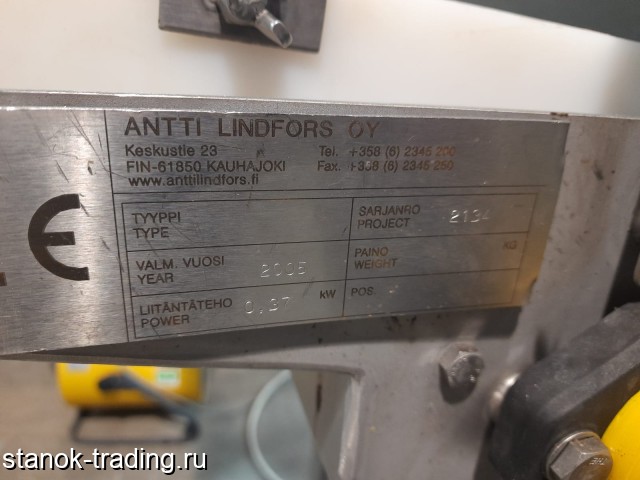 ANTTI LINDFORS OY
Keskustie 23 Tel. +358 (6) 2345 200
FIN-61850 KAUHAJOKI Fax. +358 (6) 2345 250
www.anttilindfors.fi
CE
TYYPPI
TYPE
SARJANRO
PROJECT 2134
VALM. VUOSI
YEAR 2005
PAINO
WEIGHT KG
LIITÄNTÄTEHO
POWER 0,37 kW
POS.
stanok-trading.ru